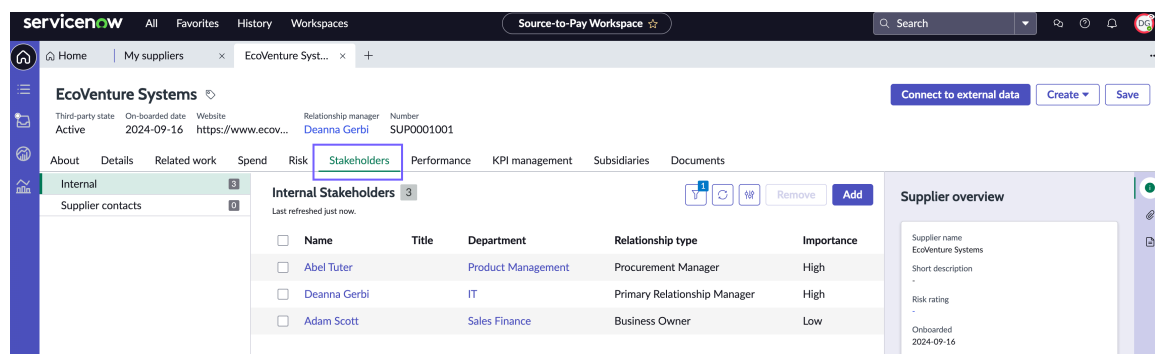 servicenow All Favorites History Workspaces Source-to-Pay Workspace Search DG
Home My suppliers × EcoVenture Syst... × +
EcoVenture Systems
Connect to external data Create Save
Third-party state On-boarded date Website Relationship manager Number
Active 2024-09-16 https://www.ecov... Deanna Gerbi SUP0001001
About Details Related work Spend Risk Stakeholders Performance KPI management Subsidiaries Documents
Internal 3
Supplier contacts 0
Internal Stakeholders 3
Last refreshed just now.
1
Remove Add
Name Title Department Relationship type Importance
Abel Tuter Product Management Procurement Manager High
Deanna Gerbi IT Primary Relationship Manager High
Adam Scott Sales Finance Business Owner Low
Supplier overview
Supplier name
EcoVenture Systems
Short description
-
Risk rating
-
Onboarded
2024-09-16